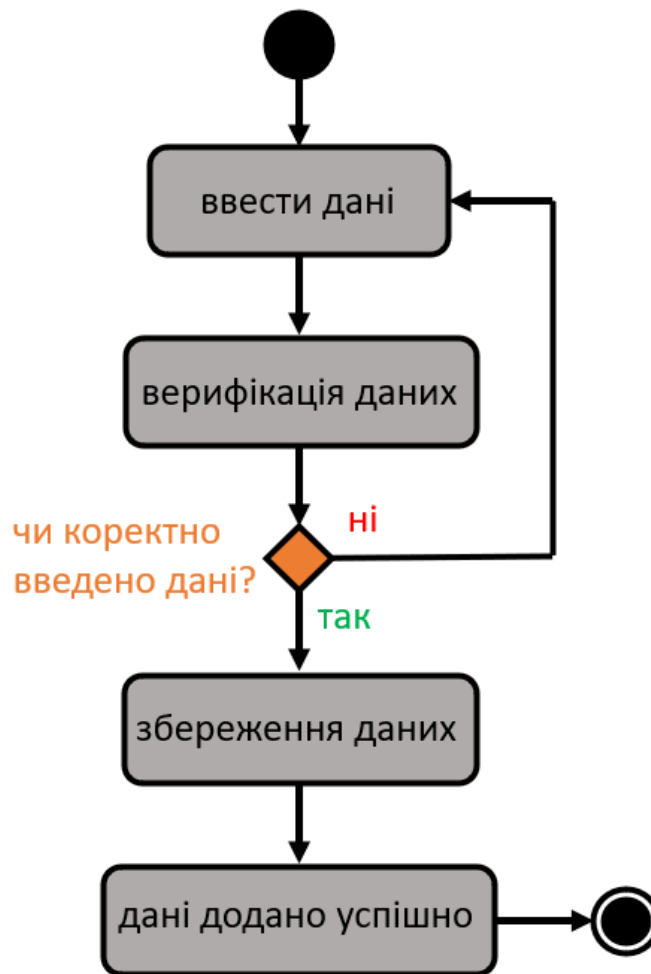 ввести дані
верифікація даних
ні
чи коректно
введено дані?
так
збереження даних
дані додано успішно